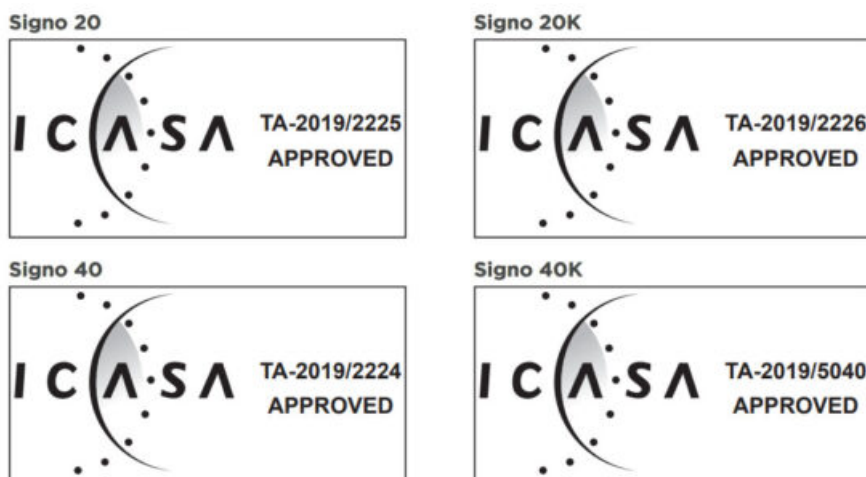 Signo 20
ICASA
TA-2019/2225
APPROVED
Signo 20K
ICASA
TA-2019/2226
APPROVED
Signo 40
ICASA
TA-2019/2224
APPROVED
Signo 40K
ICASA
TA-2019/5040
APPROVED